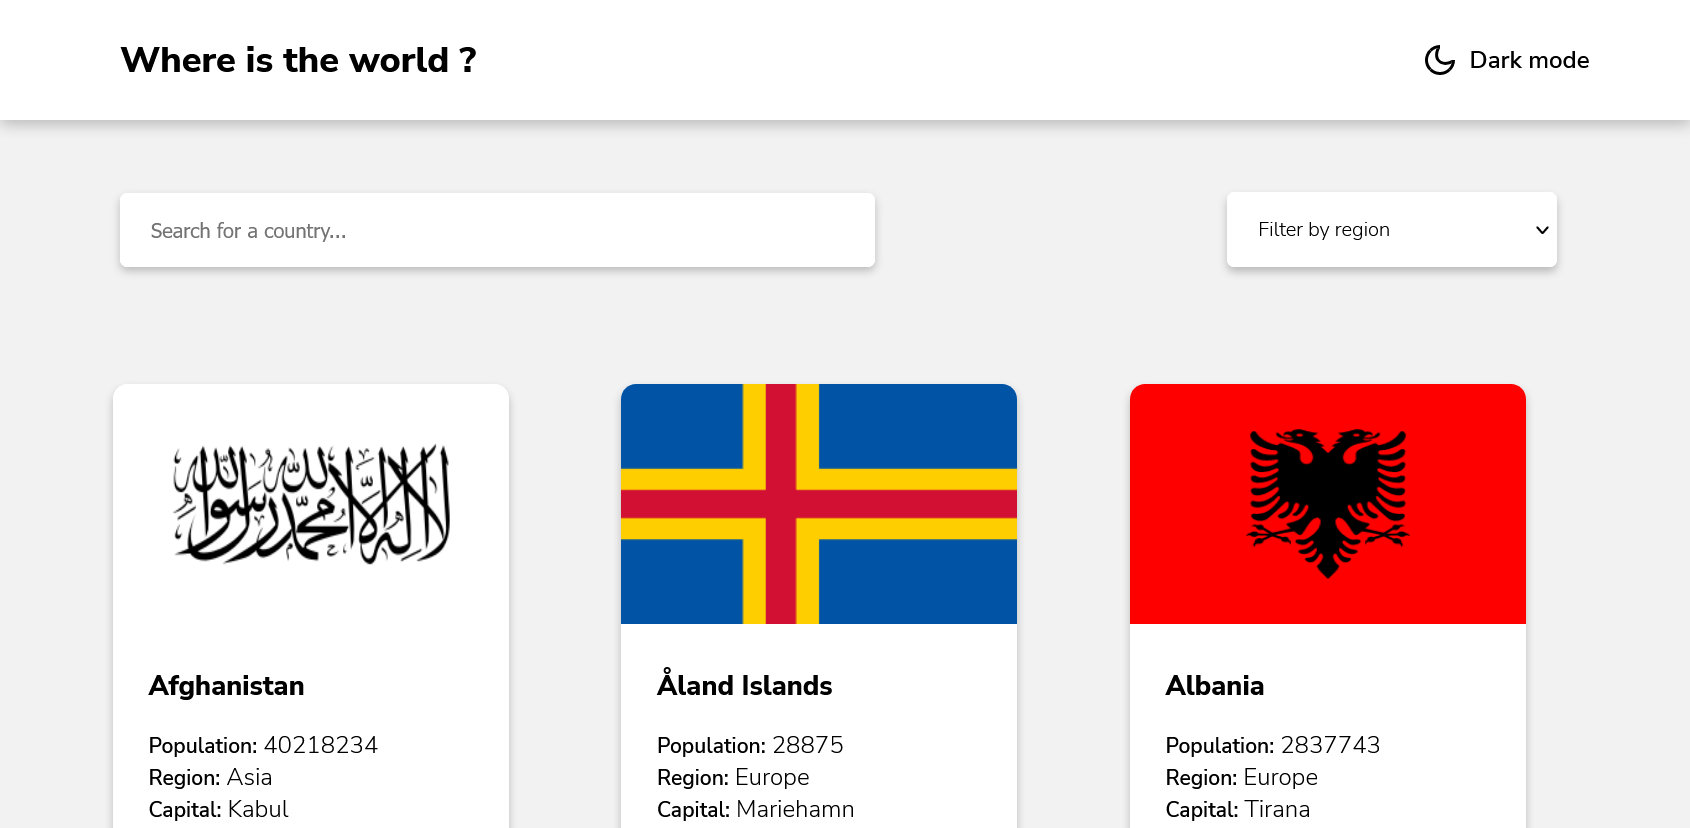 Where is the world ?
Dark mode
Search for a country...
Filter by region
لا إله إلا الله محمد رسول الله
Afghanistan
Population: 40218234
Region: Asia
Capital: Kabul
Åland Islands
Population: 28875
Region: Europe
Capital: Mariehamn
Albania
Population: 2837743
Region: Europe
Capital: Tirana